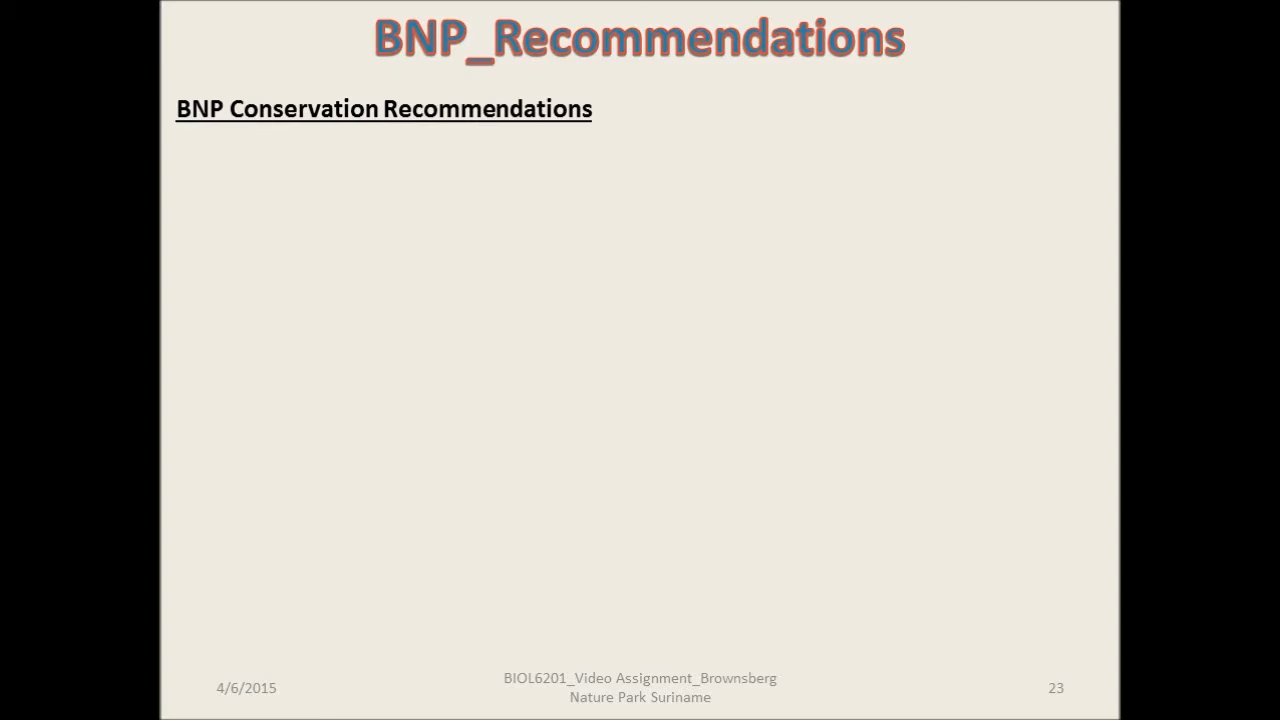 BNP_Recommendations
BNP Conservation Recommendations
4/6/2015
BIOL6201_Video Assignment_Brownsberg
Nature Park Suriname
23